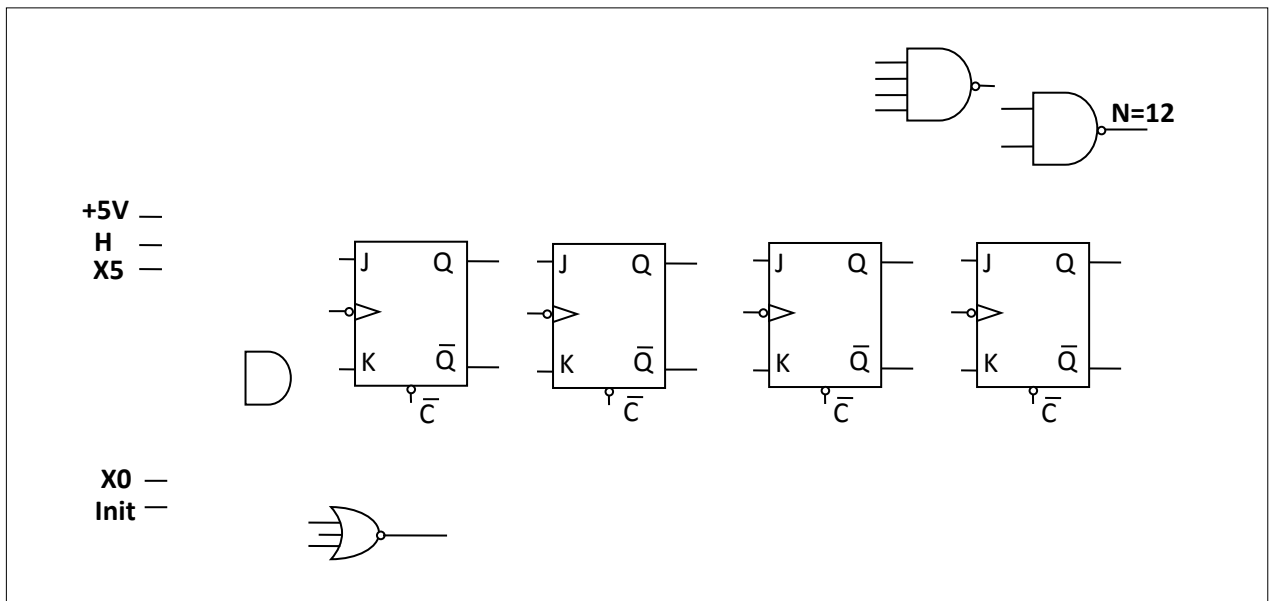 N=12
+5V
H
X5
J Q J Q J Q J Q
K Q̅ K Q̅ K Q̅ K Q̅
C̅ C̅ C̅ C̅
X0
Init